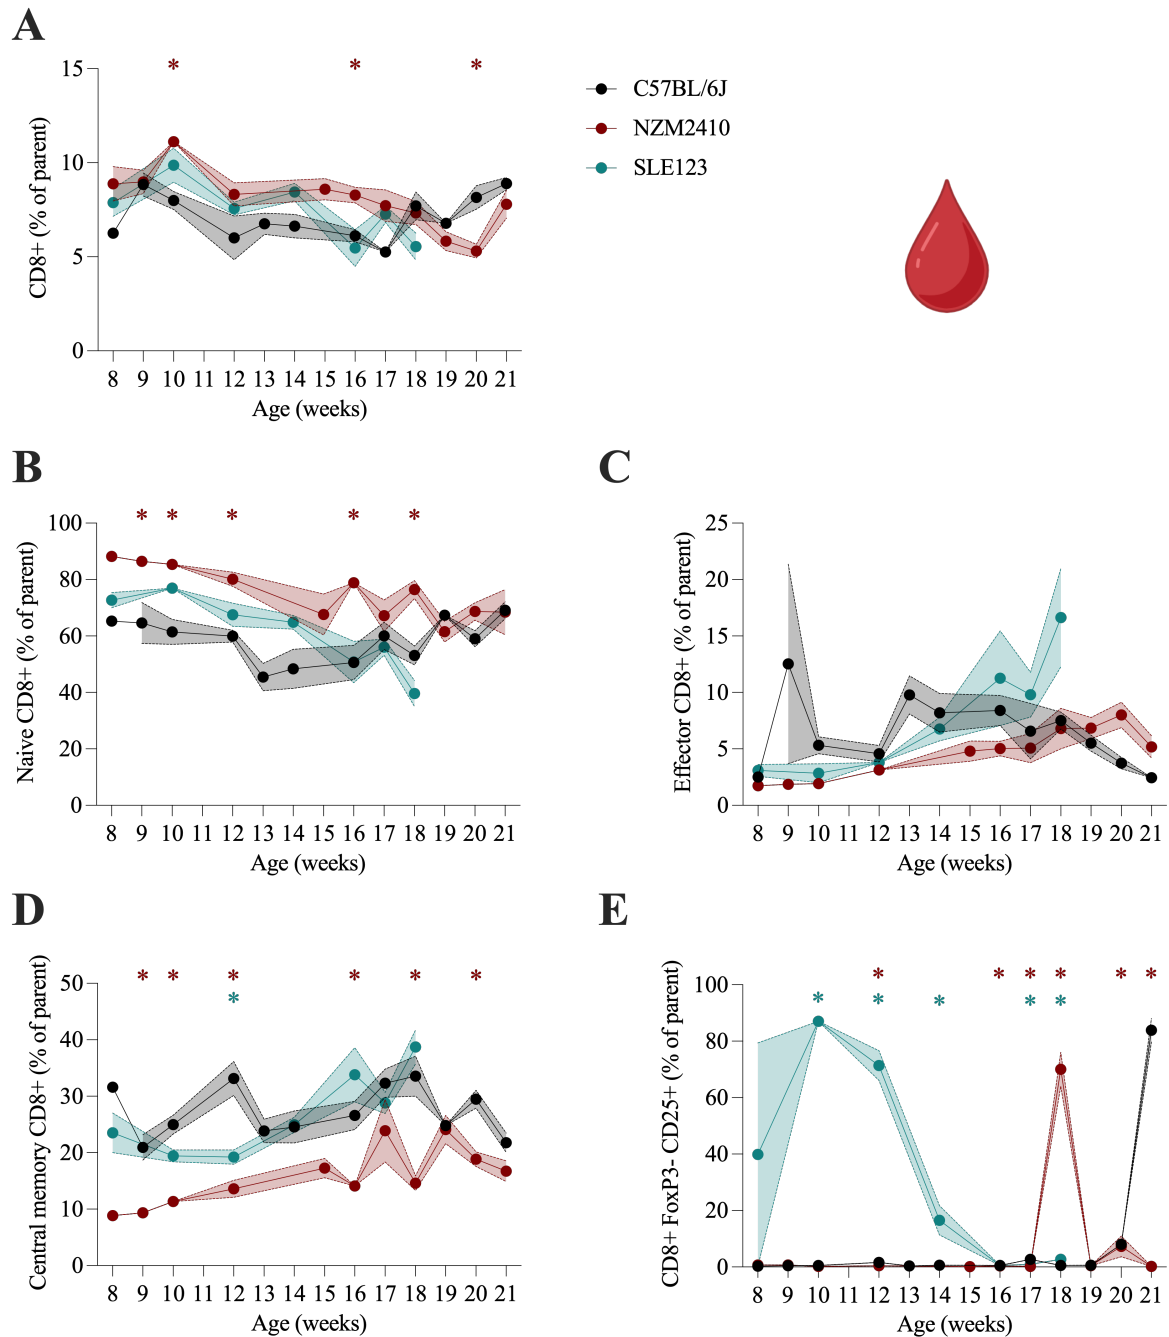 A
* * *
15
10
5
0
CD8+ (% of parent)
8 9 10 11 12 13 14 15 16 17 18 19 20 21
Age (weeks)
C57BL/6J
NZM2410
SLE123
B
* * * * *
100
80
60
40
20
0
Naive CD8+ (% of parent)
8 9 10 11 12 13 14 15 16 17 18 19 20 21
Age (weeks)
C
25
20
15
10
5
0
Effector CD8+ (% of parent)
8 9 10 11 12 13 14 15 16 17 18 19 20 21
Age (weeks)
D
* * * * * *
*
50
40
30
20
10
0
Central memory CD8+ (% of parent)
8 9 10 11 12 13 14 15 16 17 18 19 20 21
Age (weeks)
E
* * * * * *
* * * * *
100
80
60
40
20
0
CD8+ FoxP3- CD25+ (% of parent)
8 9 10 11 12 13 14 15 16 17 18 19 20 21
Age (weeks)